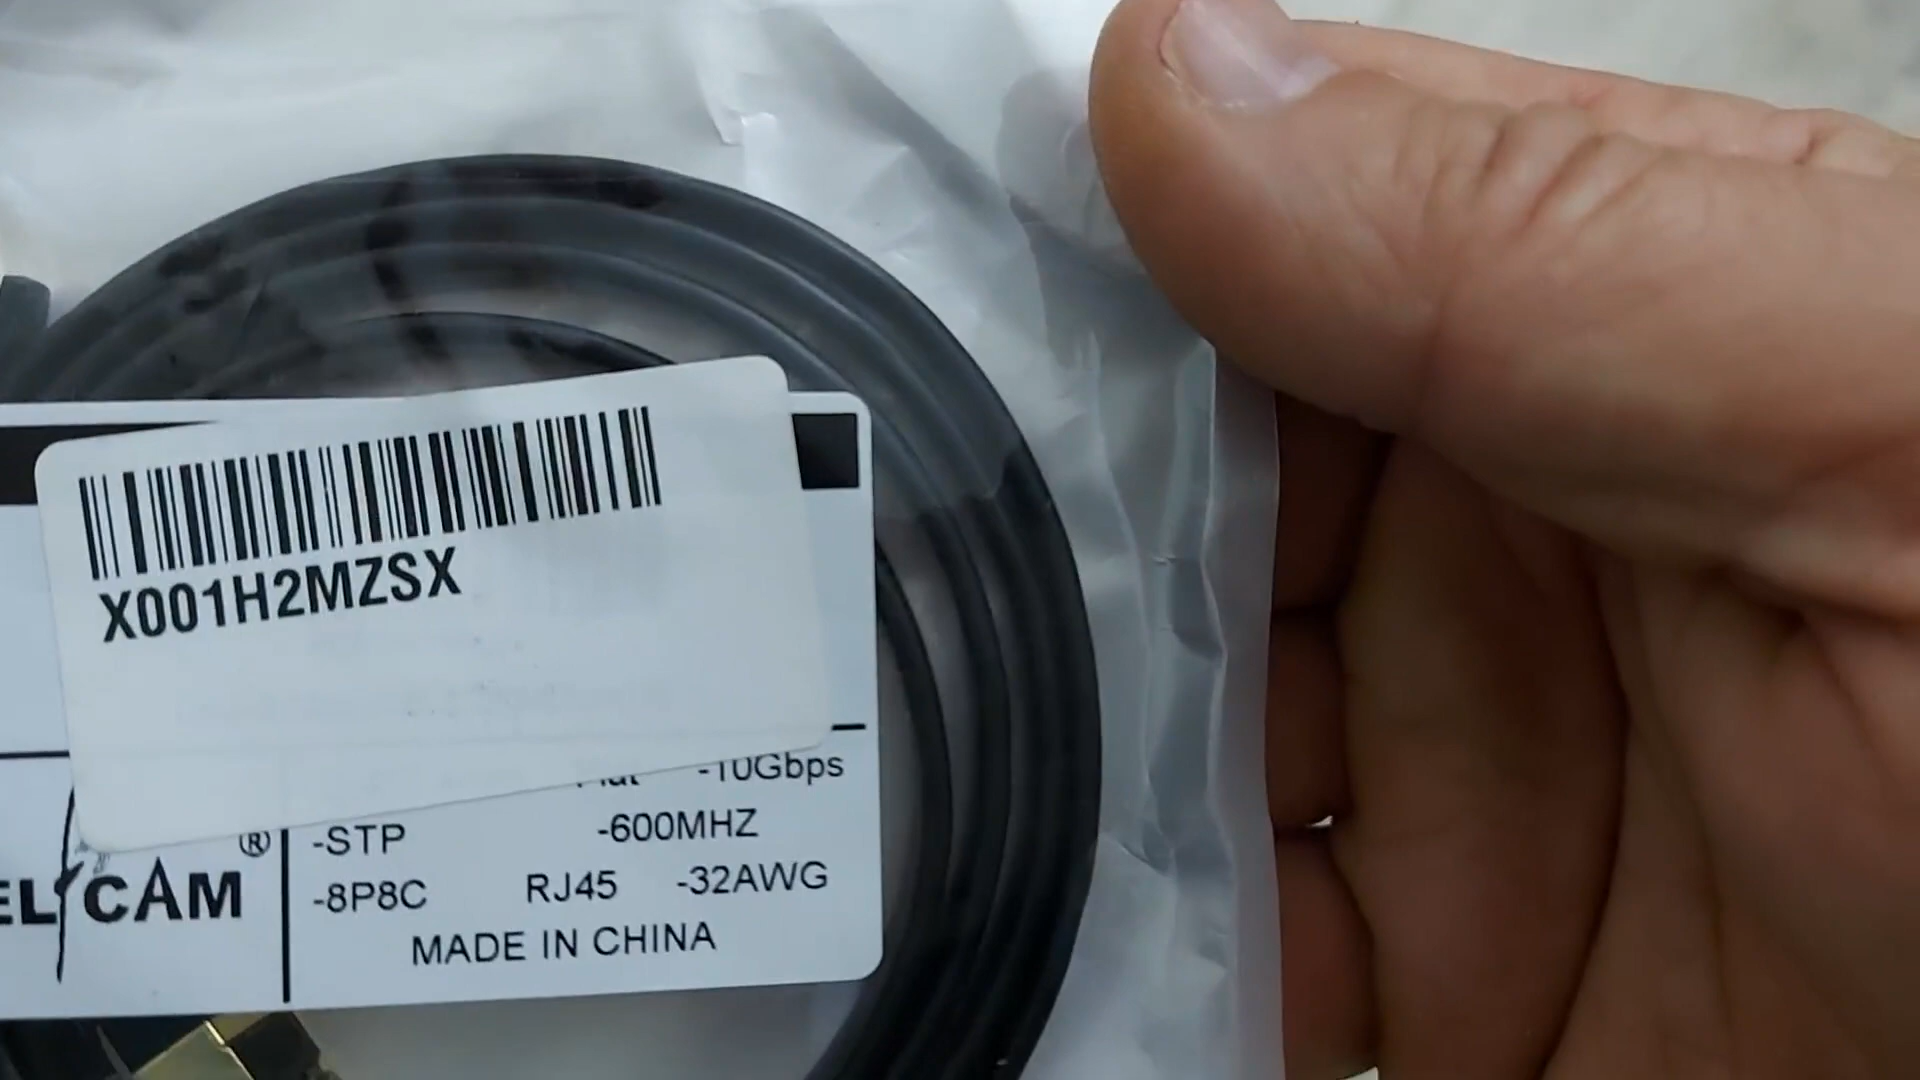 X001H2MZSX
-10Gbps
-STP -600MHZ
-8P8C RJ45 -32AWG
MADE IN CHINA
CAM®